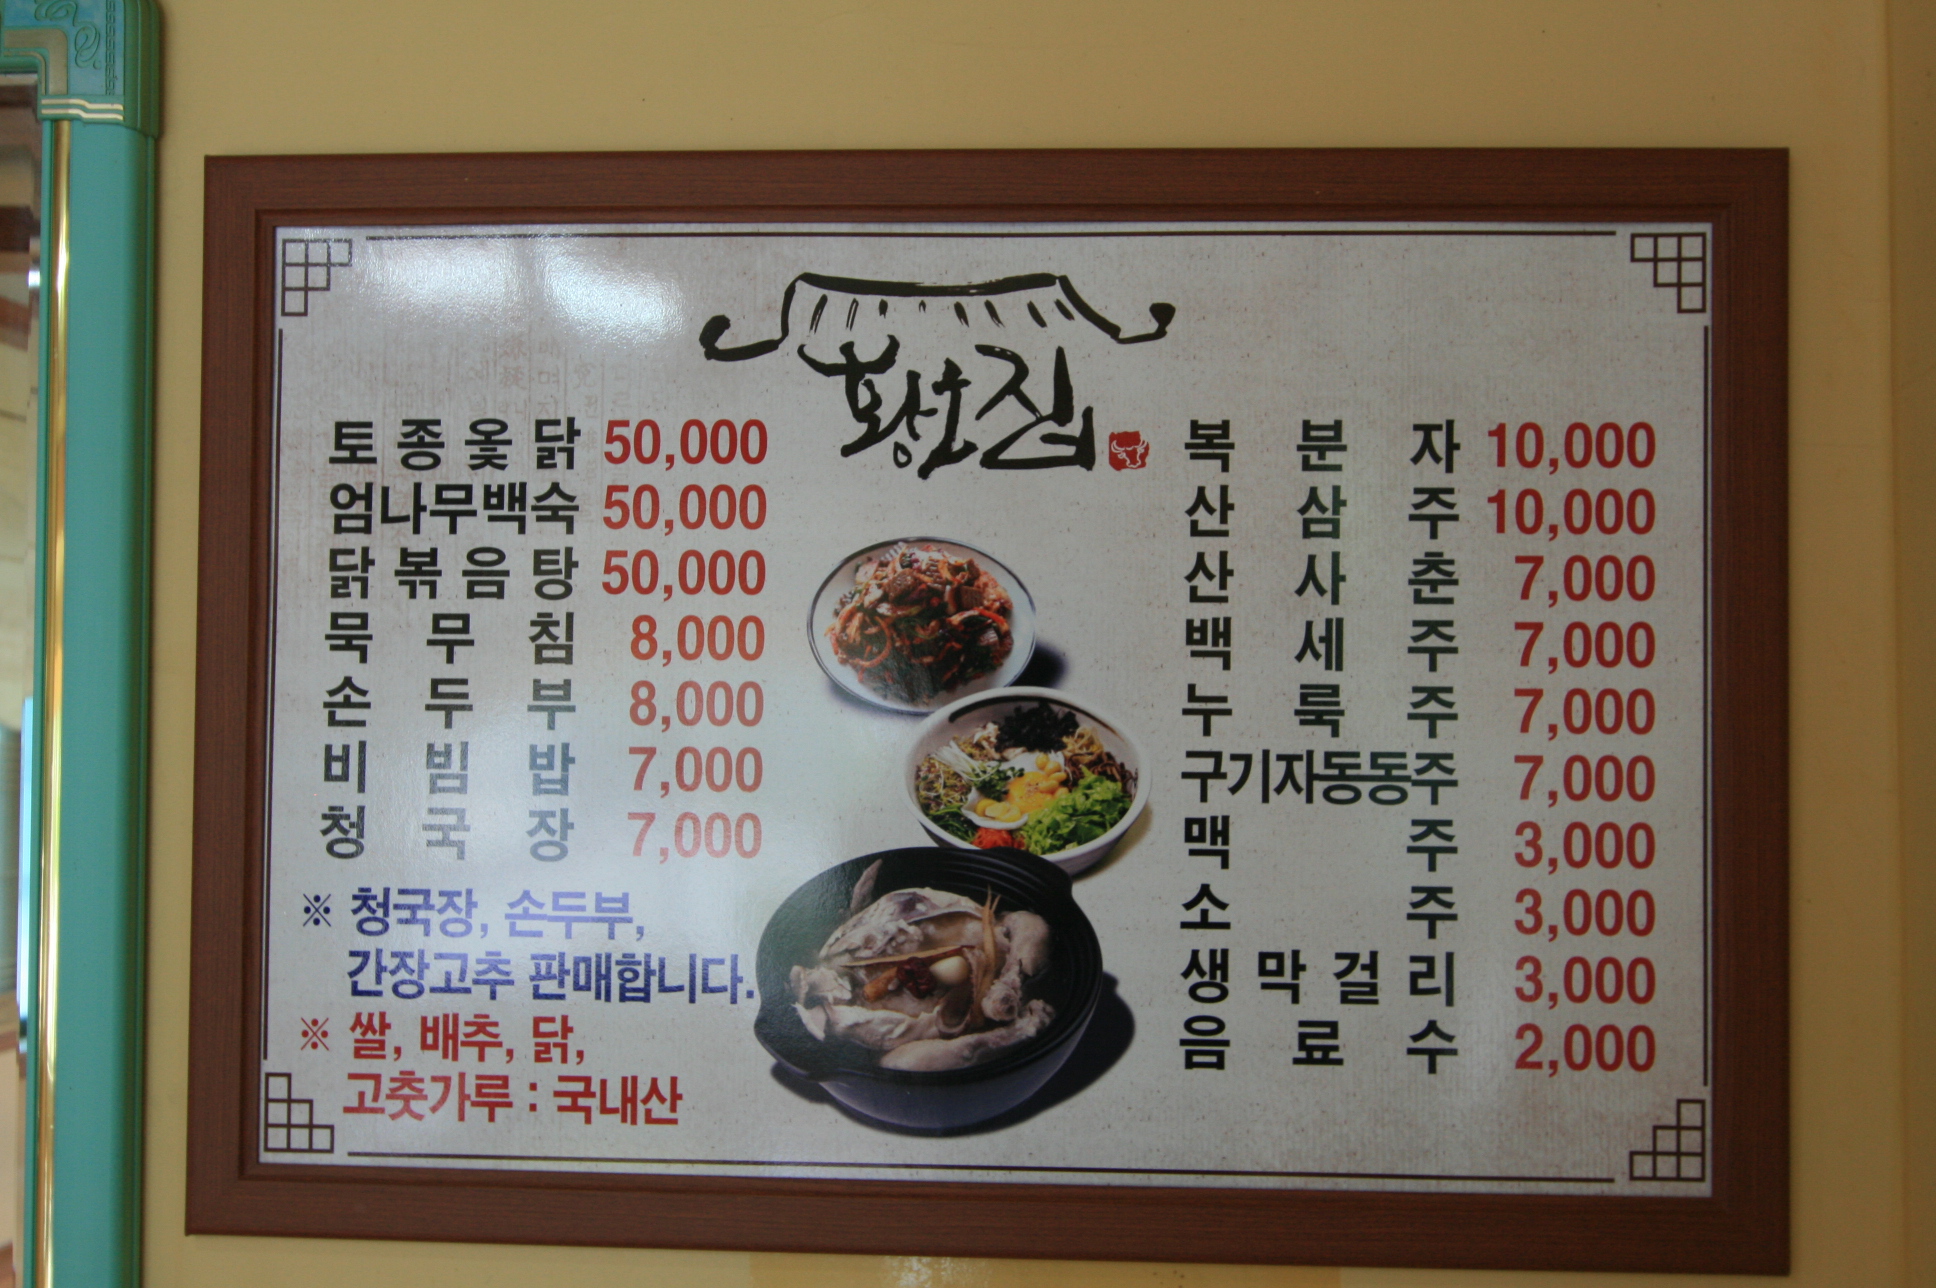 황소집
토종옻닭 50,000
엄나무백숙 50,000
닭볶음탕 50,000
묵무침 8,000
손두부 8,000
비빔밥 7,000
청국장 7,000
※ 청국장, 손두부,
간장고추 판매합니다.
※ 쌀, 배추, 닭,
고춧가루 : 국내산
복분자 10,000
산삼주 10,000
산사춘 7,000
백세주 7,000
누룩주 7,000
구기자동동주 7,000
맥주 3,000
소주 3,000
생막걸리 3,000
음료수 2,000